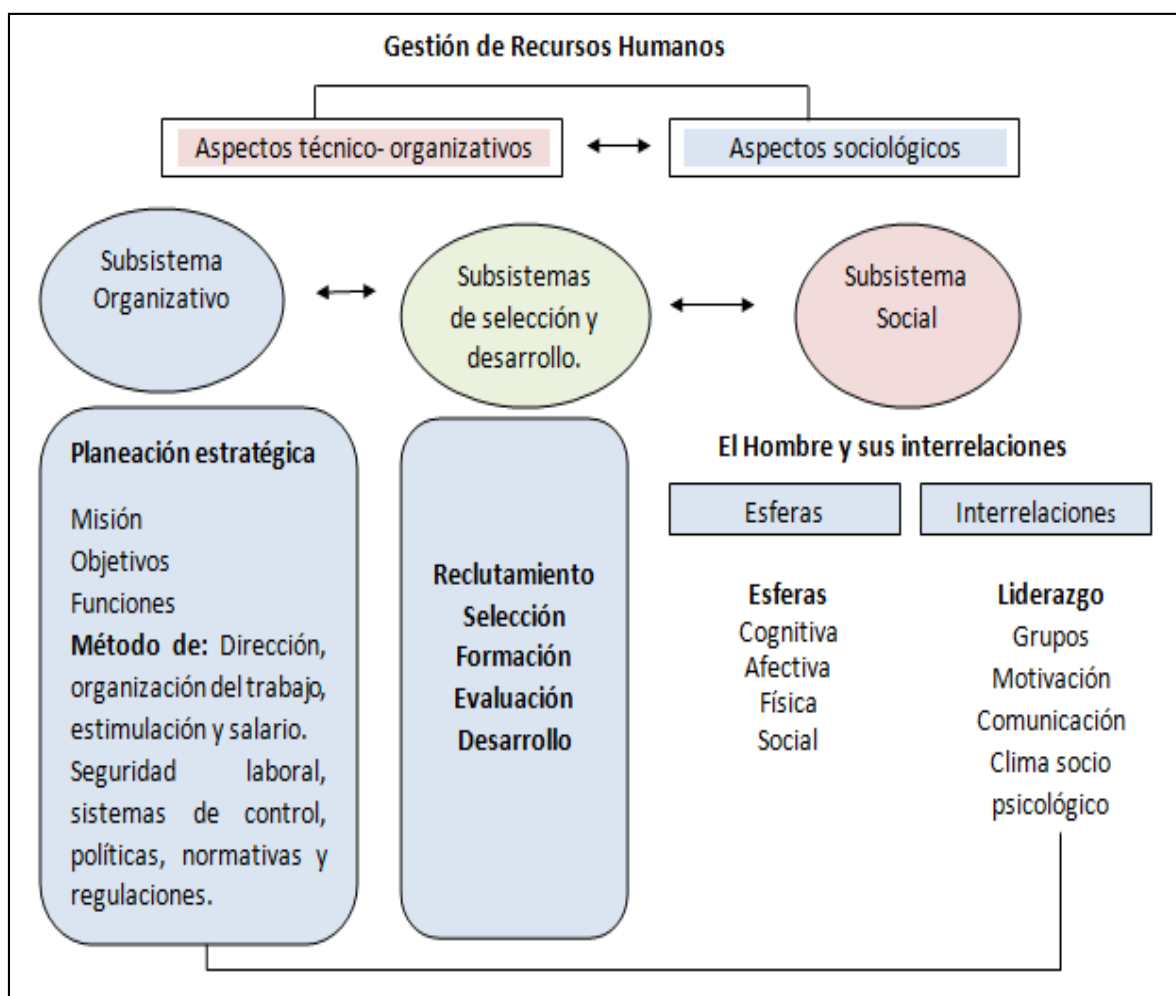 Gestión de Recursos Humanos
Aspectos técnico- organizativos
Aspectos sociológicos
Subsistema
Organizativo
Subsistemas
de selección y
desarrollo.
Subsistema
Social
Planeación estratégica
Misión
Objetivos
Funciones
Método de: Dirección,
organización del trabajo,
estimulación y salario.
Seguridad laboral,
sistemas de control,
políticas, normativas y
regulaciones.
Reclutamiento
Selección
Formación
Evaluación
Desarrollo
El Hombre y sus interrelaciones
Esferas
Interrelaciones
Esferas
Cognitiva
Afectiva
Física
Social
Liderazgo
Grupos
Motivación
Comunicación
Clima socio
psicológico